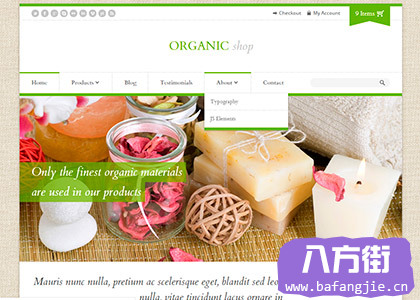 Checkout My Account 9 Items
ORGANIC shop
Home Products Blog Testimonials About Contact
Typography
JS Elements
Only the finest organic materials
are used in our products
Mauris nunc nulla, pretium ac scelerisque eget, blandit sed leo
nulla, vitae tincidunt lacus ornare in
八方街
www.bafangjie.cn